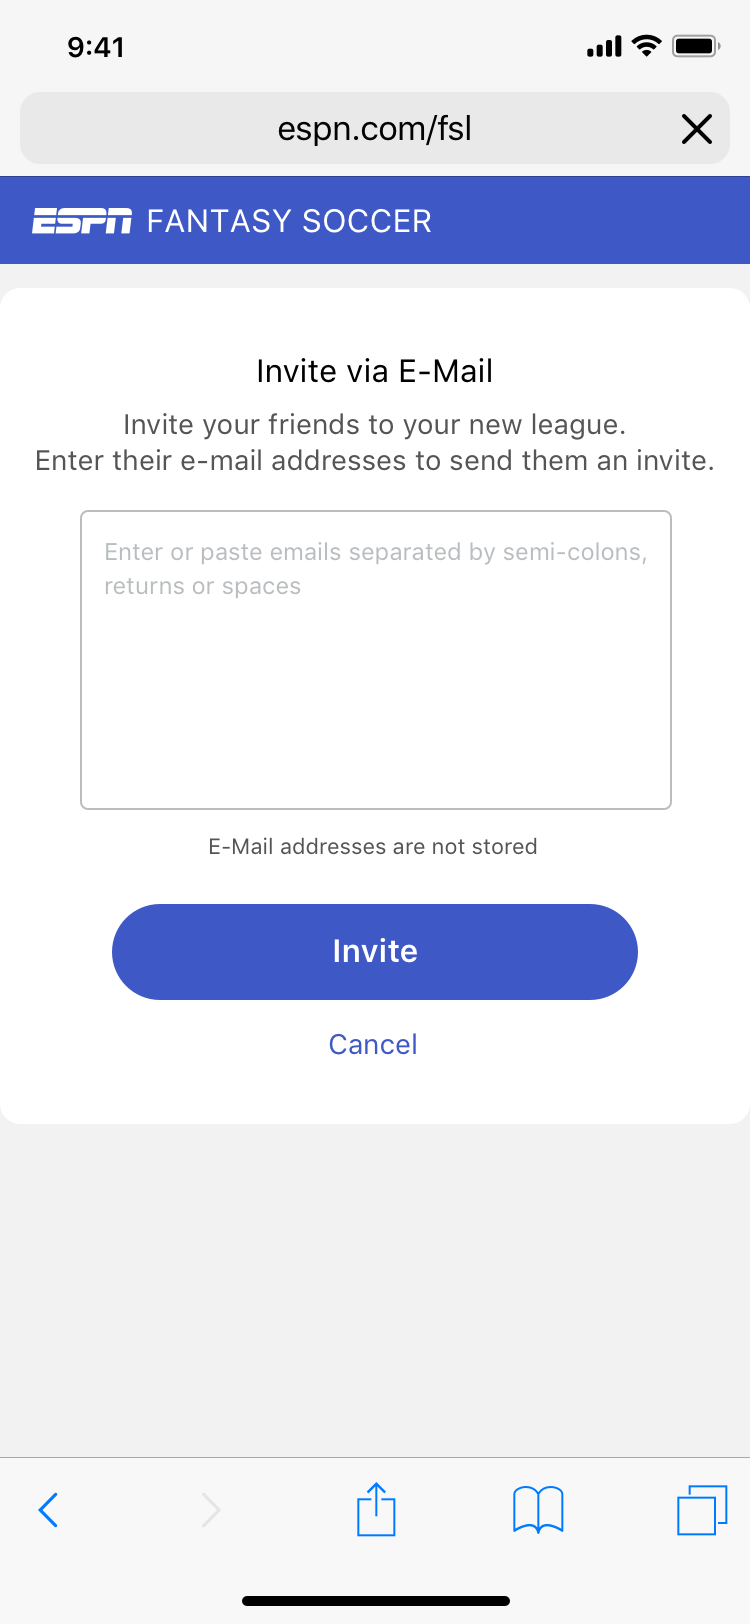 9:41
espn.com/fsl
ESPN FANTASY SOCCER
Invite via E-Mail
Invite your friends to your new league.
Enter their e-mail addresses to send them an invite.
Enter or paste emails separated by semi-colons,
returns or spaces
E-Mail addresses are not stored
Invite
Cancel